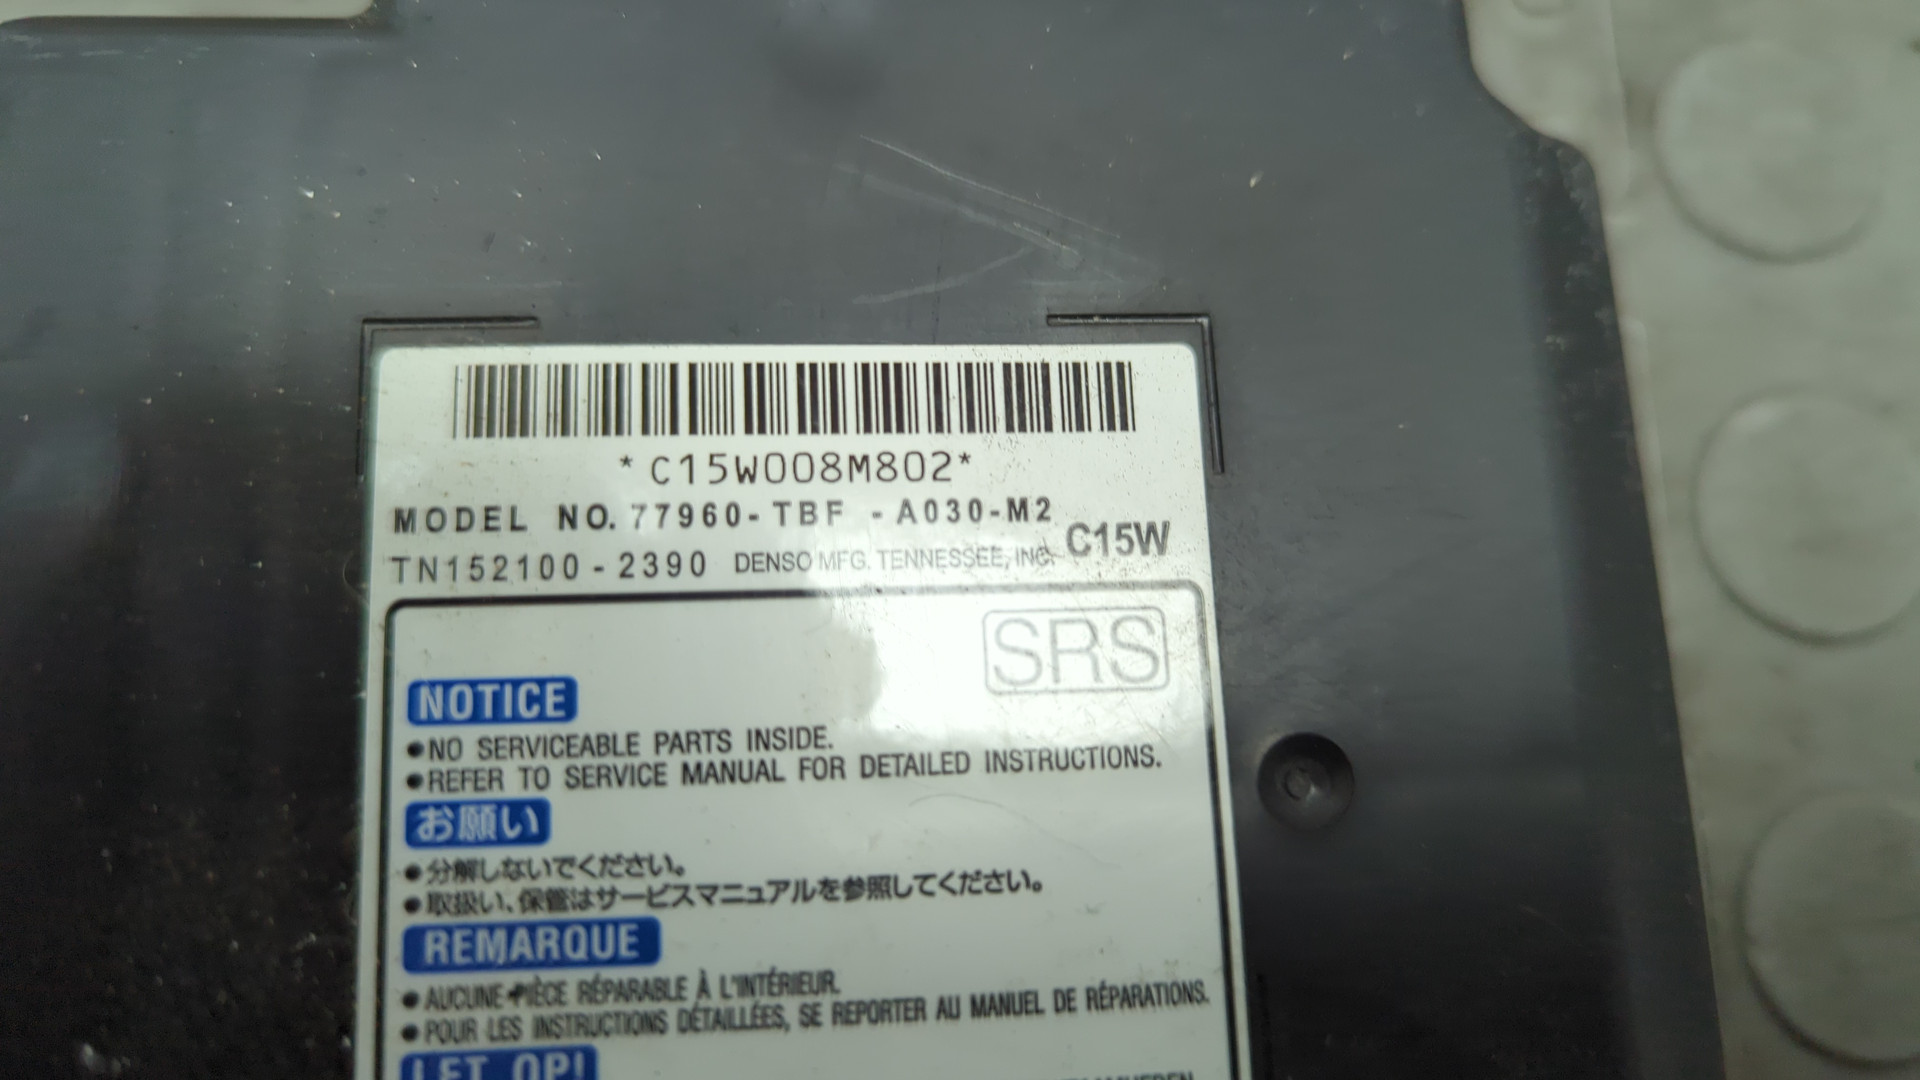 *C15W008M802*
MODEL NO. 77960-TBF -A030-M2
C15W
TN152100-2390 DENSO MFG. TENNESSEE, INC.
SRS
NOTICE
●NO SERVICEABLE PARTS INSIDE.
●REFER TO SERVICE MANUAL FOR DETAILED INSTRUCTIONS.
お願い
●分解しないでください。
●取扱い、保管はサービスマニュアルを参照してください。
REMARQUE
●AUCUNE PIÈCE RÉPARABLE À L'INTÉRIEUR.
●POUR LES INSTRUCTIONS DÉTAILLÉES, SE REPORTER AU MANUEL DE RÉPARATIONS.
LET OP!